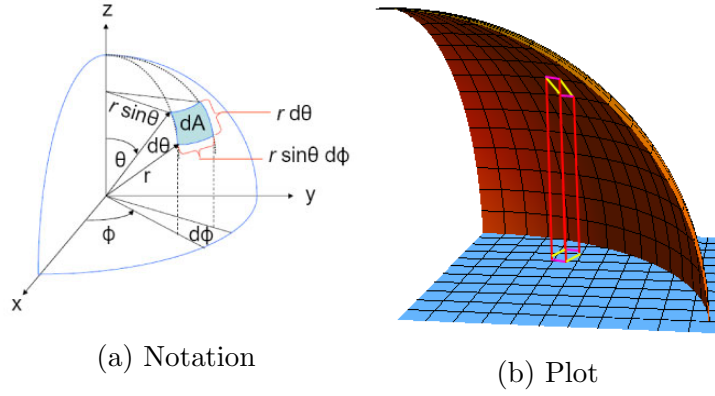 z
r sinθ
dA
r dθ
θ
dθ
r sinθ dϕ
r
y
ϕ
dϕ
x
(a) Notation
(b) Plot